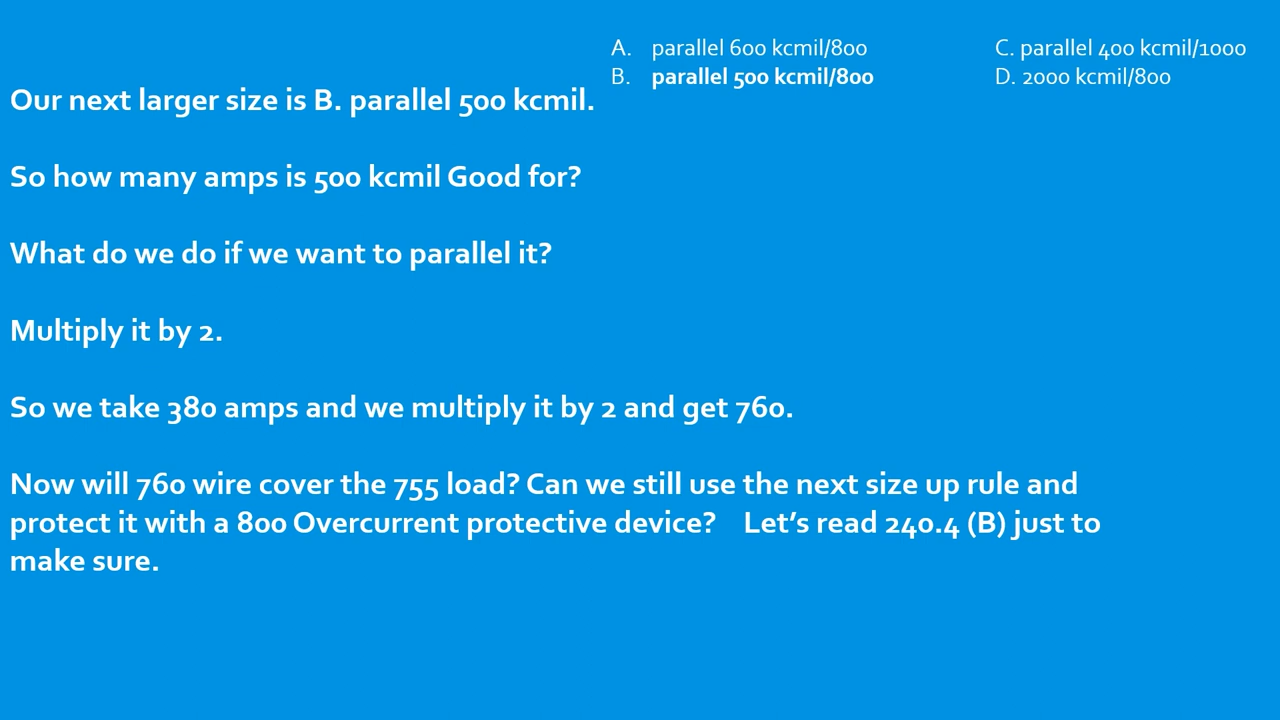 A. parallel 600 kcmil/800
C. parallel 400 kcmil/1000
B. parallel 500 kcmil/800
D. 2000 kcmil/800
Our next larger size is B. parallel 500 kcmil.
So how many amps is 500 kcmil Good for?
What do we do if we want to parallel it?
Multiply it by 2.
So we take 380 amps and we multiply it by 2 and get 760.
Now will 760 wire cover the 755 load? Can we still use the next size up rule and
protect it with a 800 Overcurrent protective device? Let’s read 240.4 (B) just to
make sure.